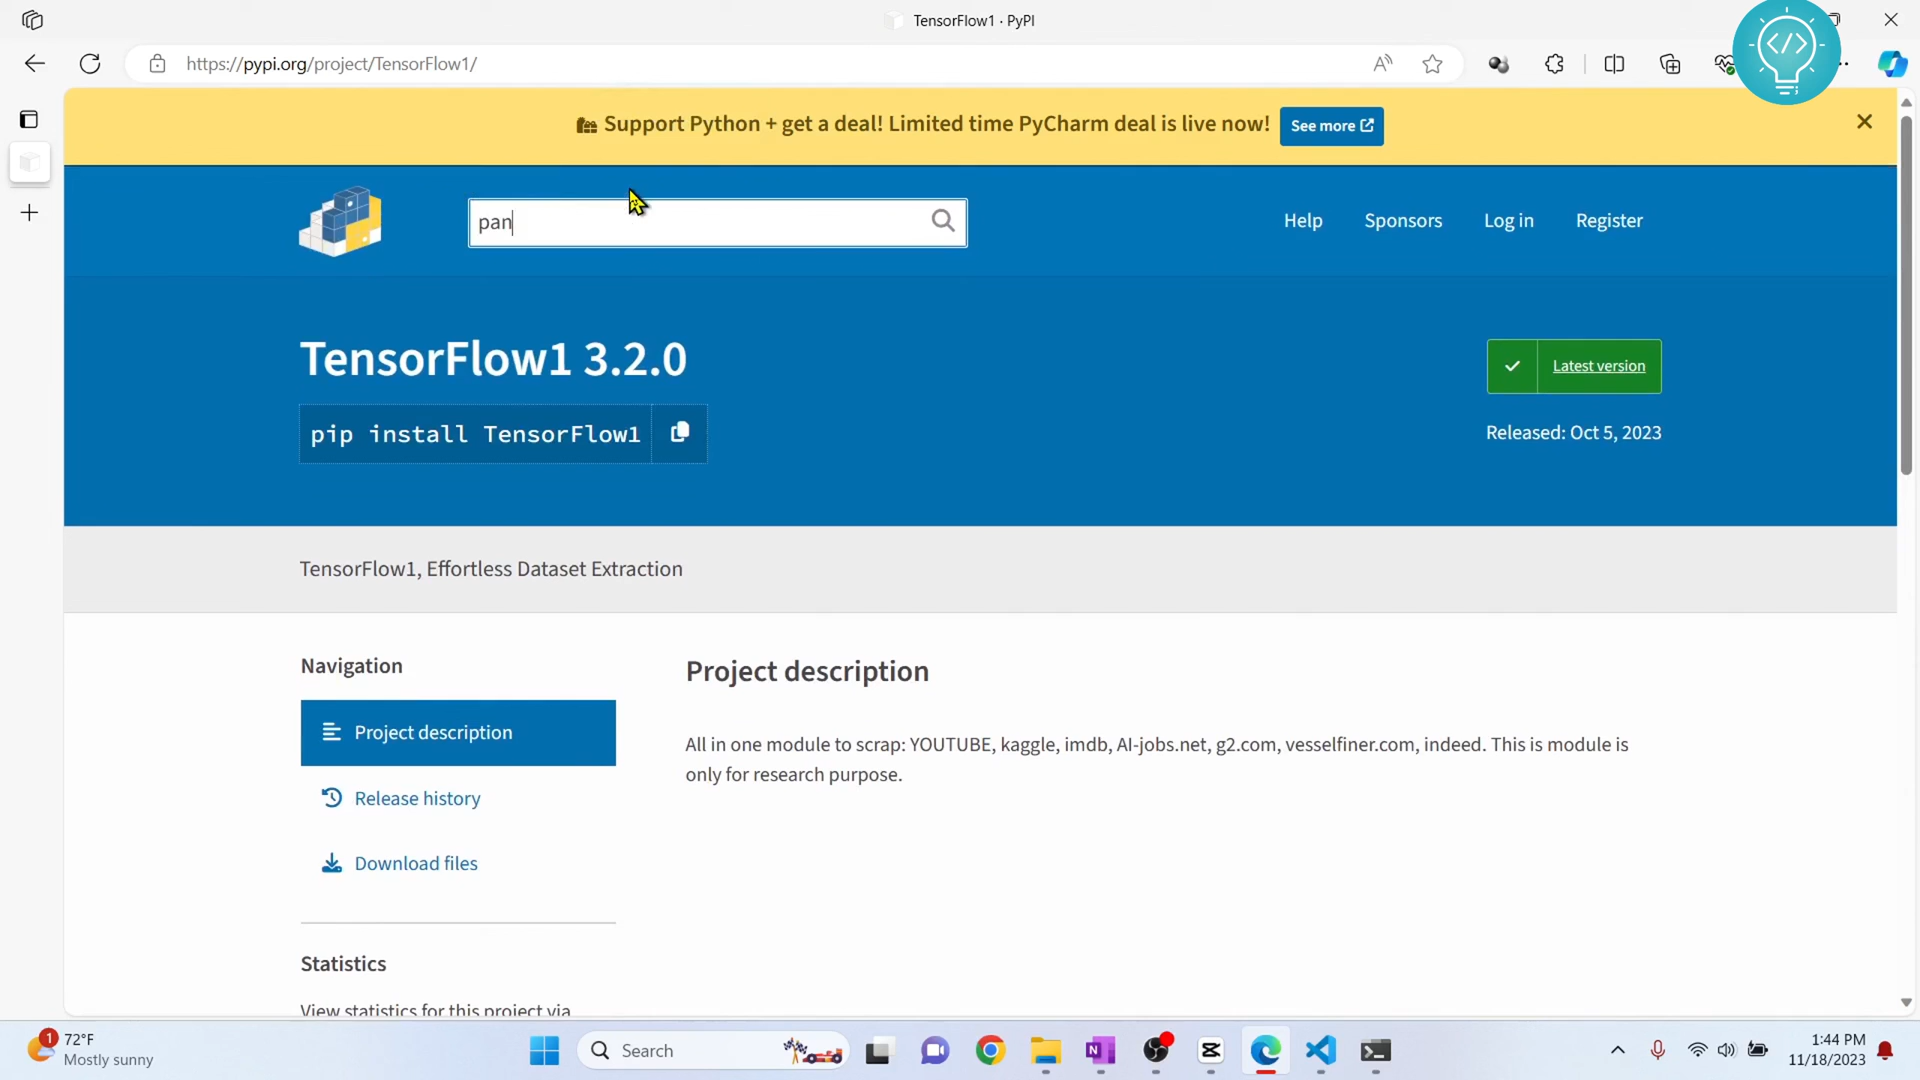 TensorFlow1 · PyPI
https://pypi.org/project/TensorFlow1/
Support Python + get a deal! Limited time PyCharm deal is live now!
See more
pan
Help
Sponsors
Log in
Register
TensorFlow1 3.2.0
pip install TensorFlow1
Latest version
Released: Oct 5, 2023
TensorFlow1, Effortless Dataset Extraction
Navigation
Project description
Release history
Download files
Statistics
View statistics for this project via
Project description
All in one module to scrap: YOUTUBE, kaggle, imdb, AI-jobs.net, g2.com, vesselfiner.com, indeed. This is module is
only for research purpose.
1
72°F
Mostly sunny
Search
1:44 PM
11/18/2023